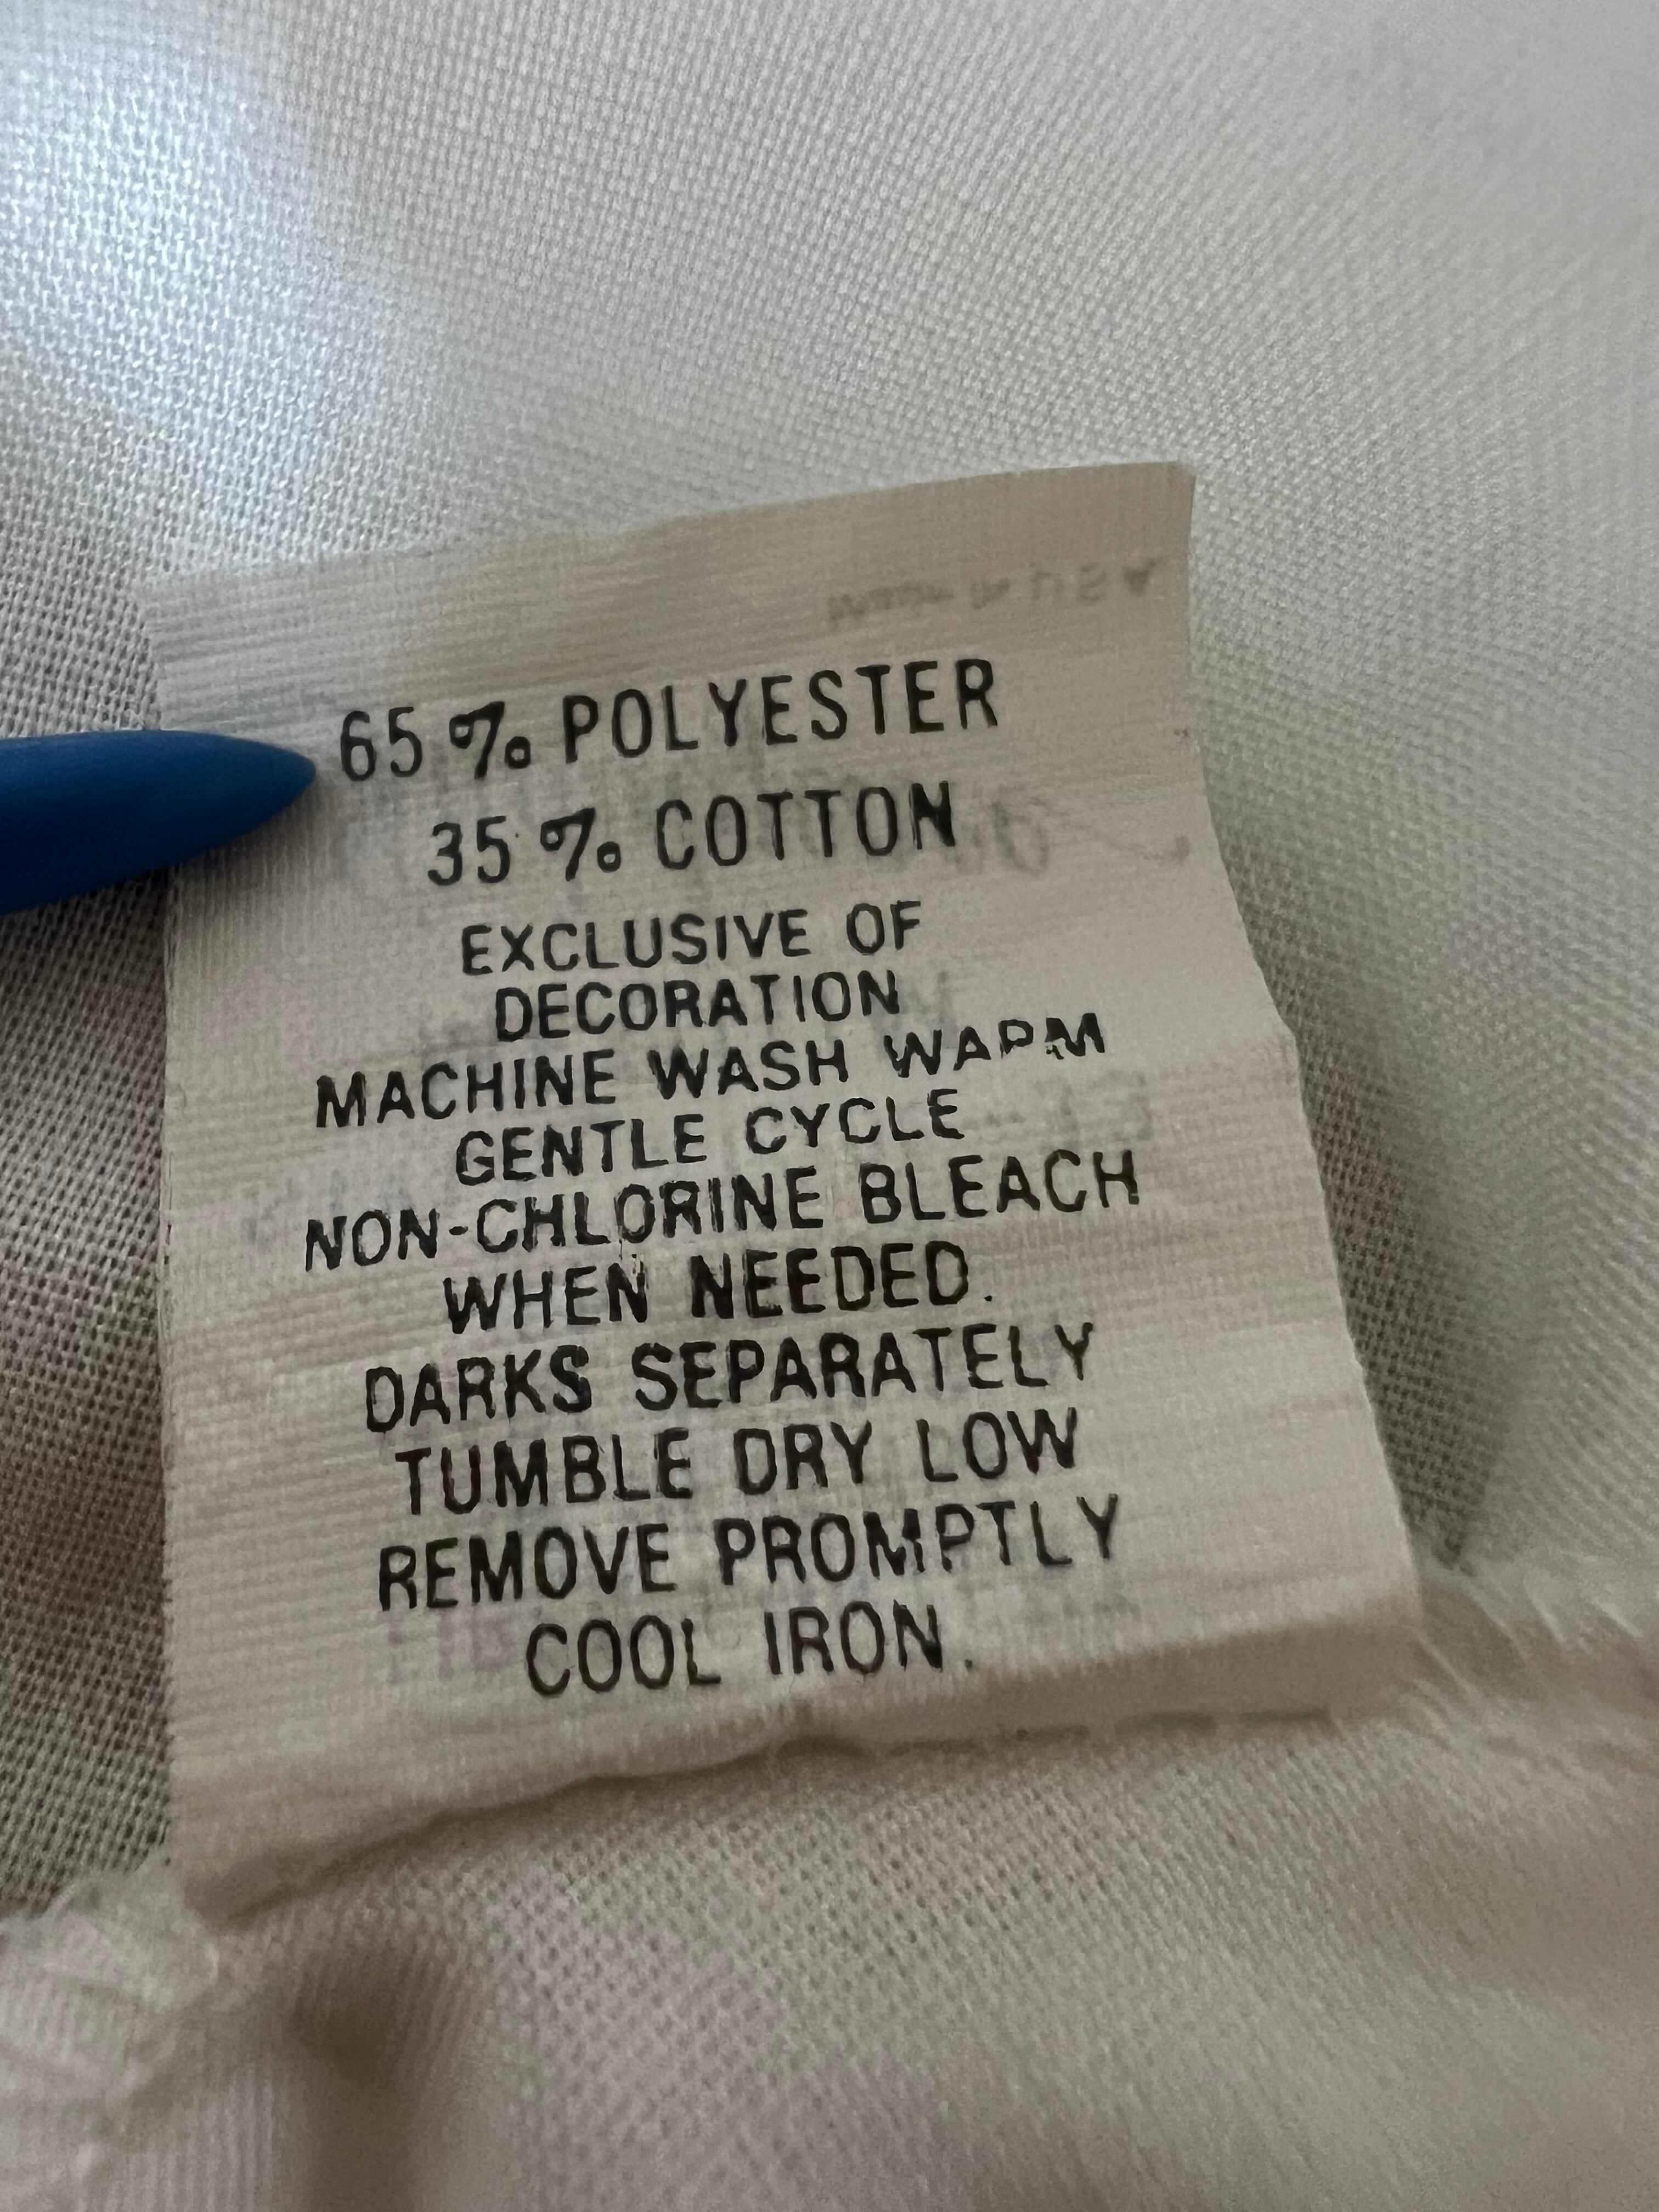 65% POLYESTER
35% COTTON
EXCLUSIVE OF
DECORATION
MACHINE WASH WARM
GENTLE CYCLE
NON-CHLORINE BLEACH
WHEN NEEDED.
DARKS SEPARATELY
TUMBLE DRY LOW
REMOVE PROMPTLY
COOL IRON.